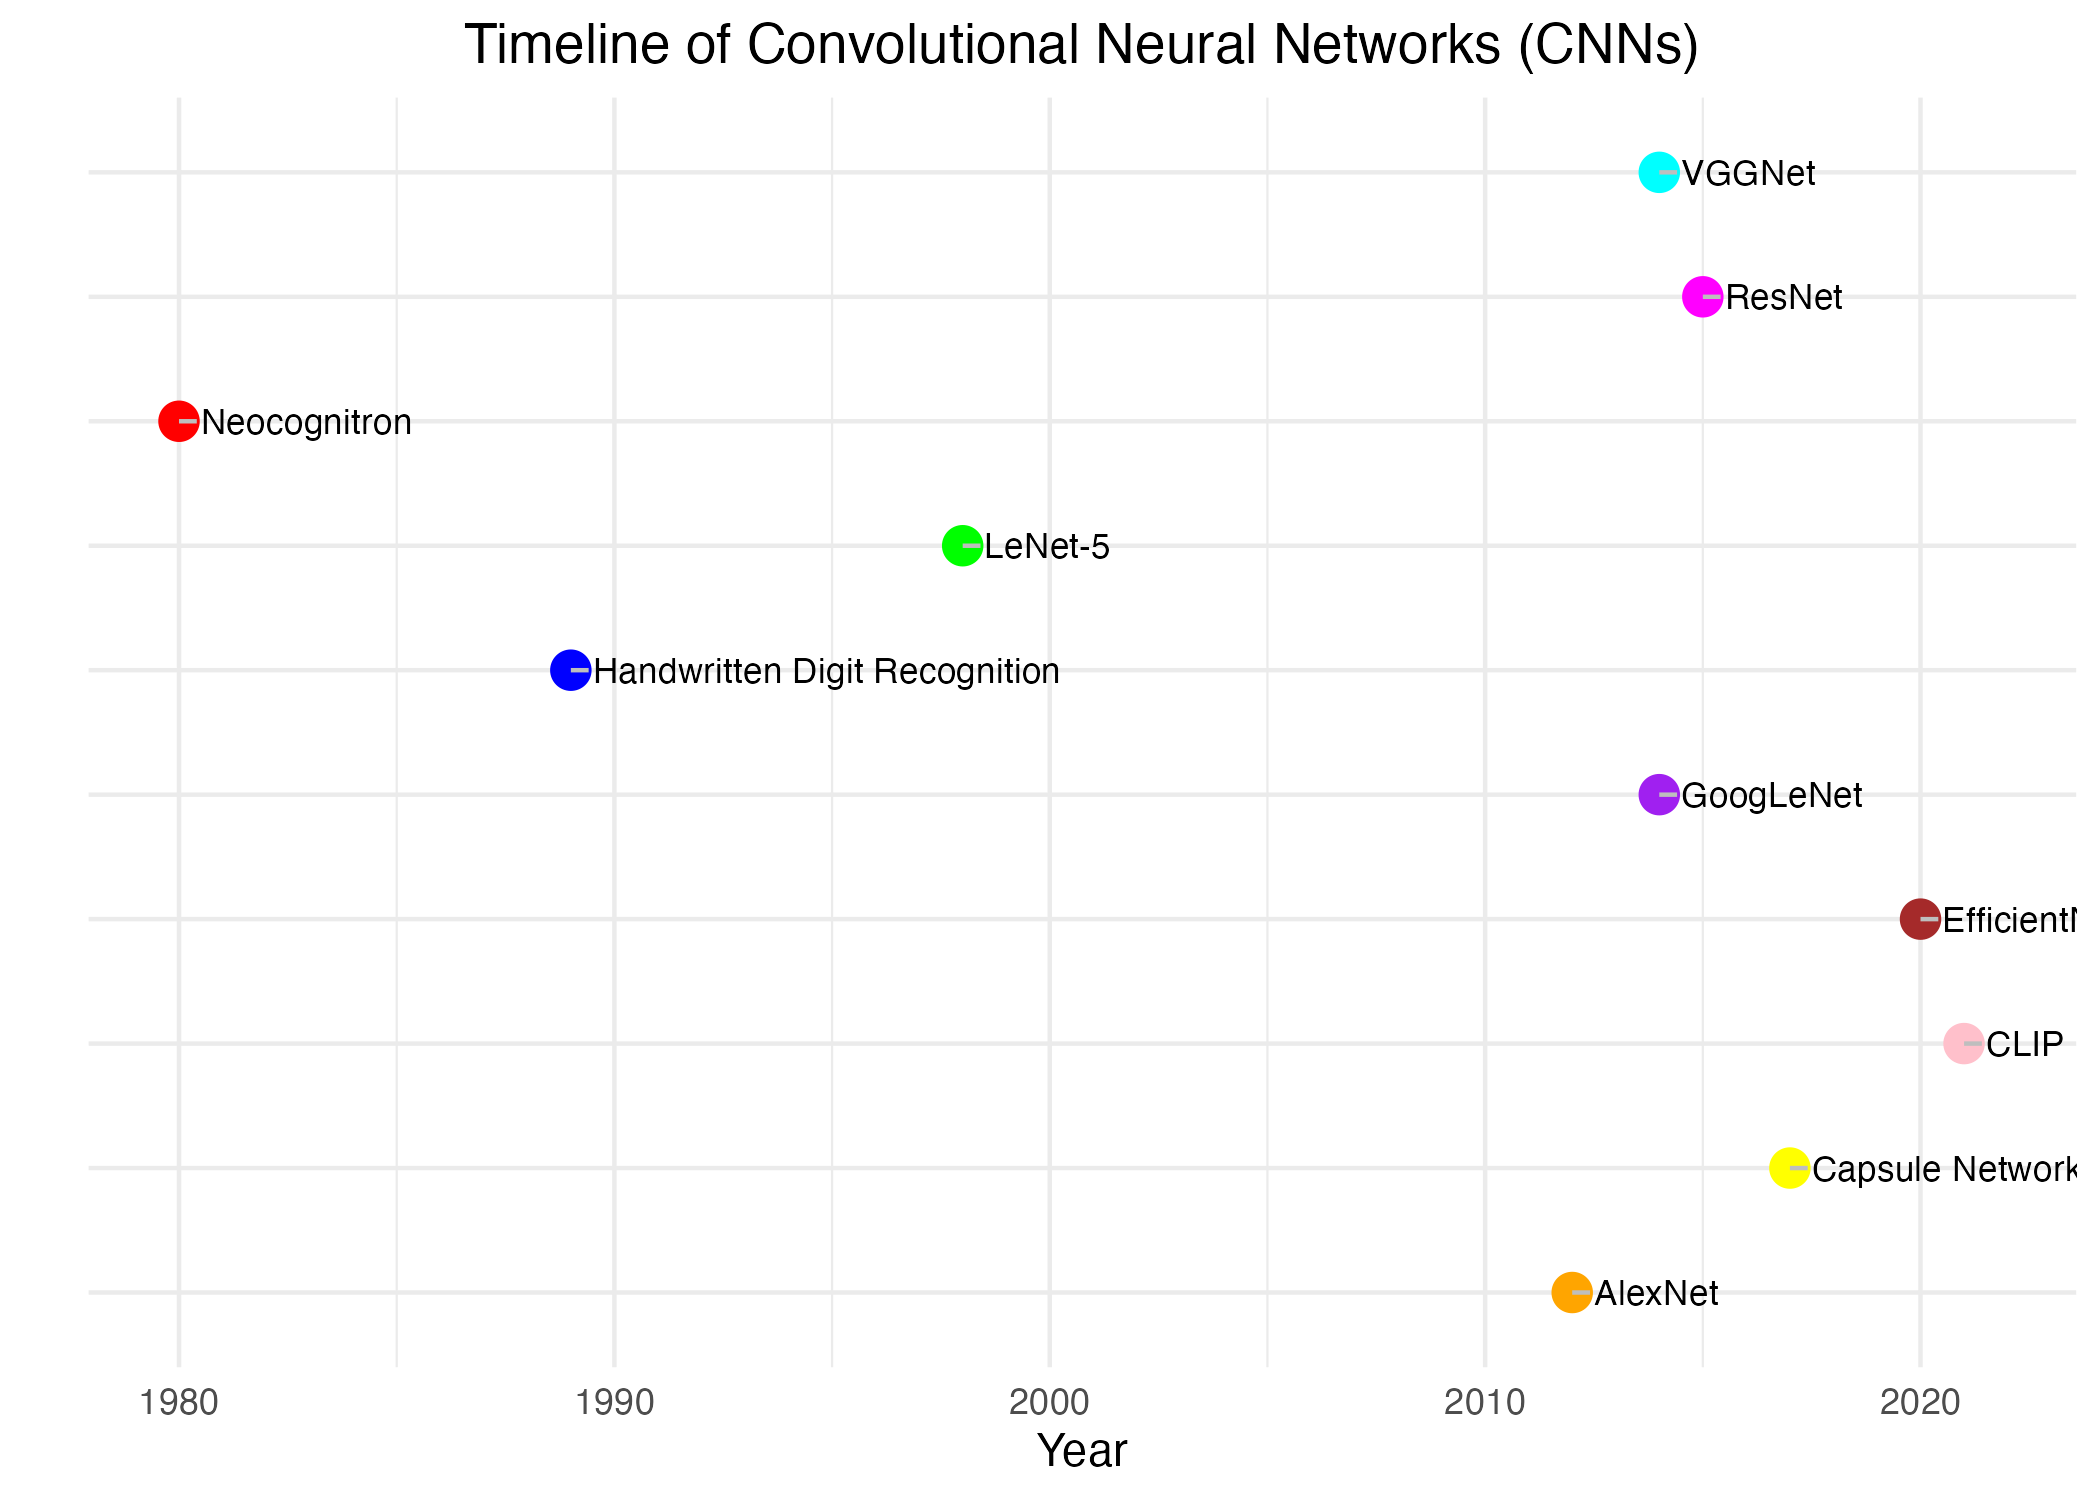 Timeline of Convolutional Neural Networks (CNNs)
VGGNet
ResNet
Neocognitron
LeNet-5
Handwritten Digit Recognition
GoogLeNet
Efficient
CLIP
Capsule Network
AlexNet
1980 1990 2000 2010 2020
Year